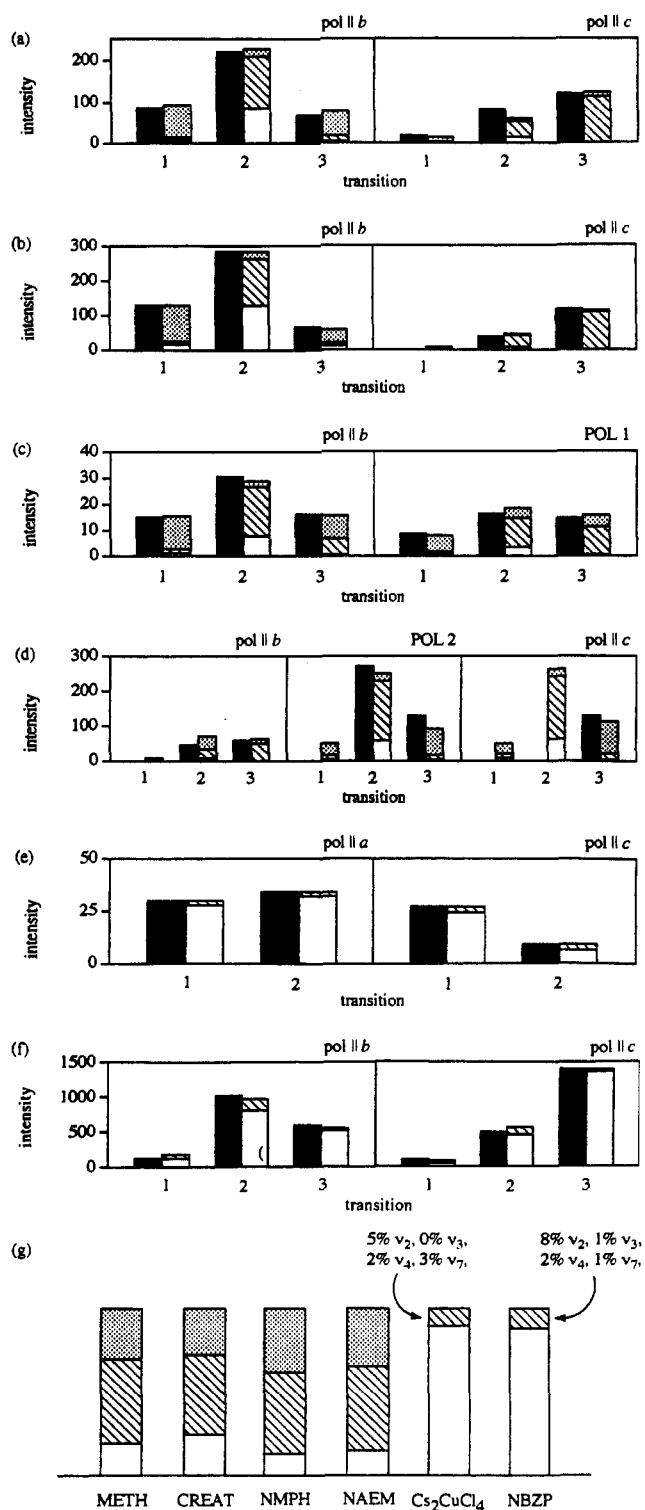 (a)
pol || b
pol || c
intensity
200
100
0
1 2 3 1 2 3
transition
(b)
pol || b
pol || c
intensity
300
200
100
0
1 2 3 1 2 3
transition
(c)
pol || b
POL 1
intensity
40
30
20
10
0
1 2 3 1 2 3
transition
(d)
pol || b
POL 2
pol || c
intensity
300
200
100
0
1 2 3 1 2 3 1 2 3
transition
(e)
pol || a
pol || c
intensity
50
25
0
1 2 1 2
transition
(f)
pol || b
pol || c
intensity
1500
1000
500
0
(
1 2 3 1 2 3
transition
(g)
5% ν2, 0% ν3,
2% ν4, 3% ν7,
8% ν2, 1% ν3,
2% ν4, 1% ν7,
METH CREAT NMPH NAEM Cs2CuCl4 NBZP